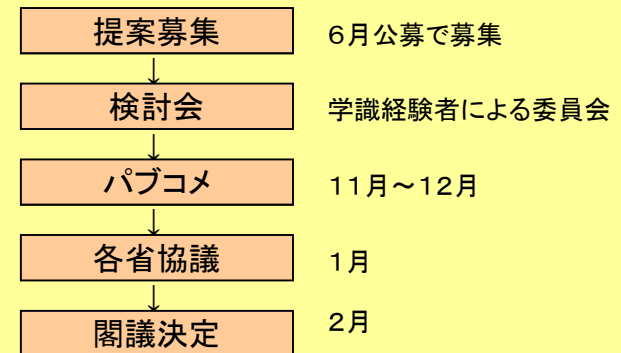 提案募集 6月公募で募集
↓
検討会 学識経験者による委員会
↓
パブコメ 11月～12月
↓
各省協議 1月
↓
閣議決定 2月